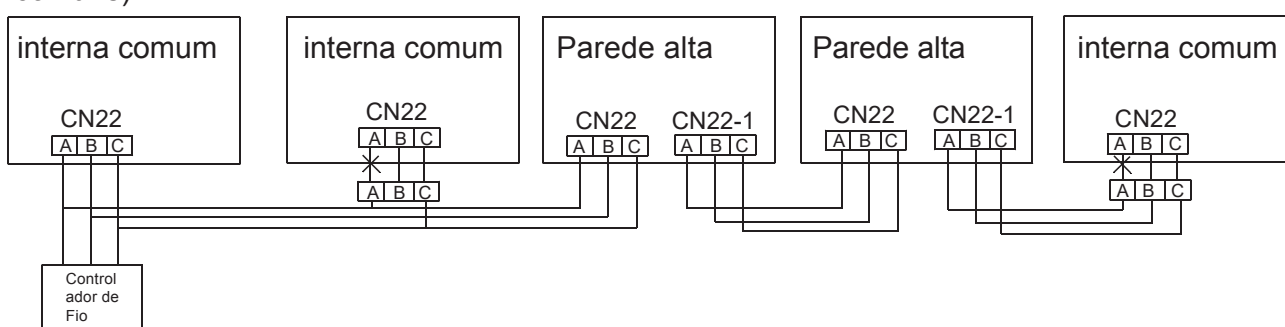 interna comum
interna comum
Parede alta
Parede alta
interna comum
CN22
CN22
CN22
CN22-1
CN22
CN22-1
CN22
A B C
A B C
A B C
A B C
A B C
A B C
A B C
A B C
A B C
Control
ador de
Fio